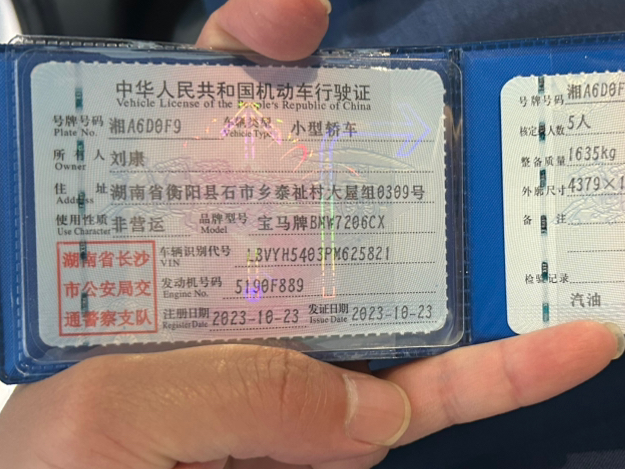 中华人民共和国机动车行驶证
Vehicle License of the People's Republic of China
号牌号码 湘A6D0F9 车辆类型 小型轿车
Plate No. Vehicle Type
所有人 刘康
Owner
住址 湖南省衡阳县石市乡泰祉村大屋组0309号
Address
使用性质 非营运 品牌型号 宝马牌BMW7206CX
Use Character Model
湖南省长沙
市公安局交
通警察支队
车辆识别代号 LBVYH5403PM625821
VIN
发动机号码 5190F889
Engine No.
注册日期 2023-10-23 发证日期 2023-10-23
Register Date Issue Date
号牌号码 湘A6D0F
核定人数 5人
整备质量 1635kg
外廓尺寸 4379×1
备注
检验记录
汽油